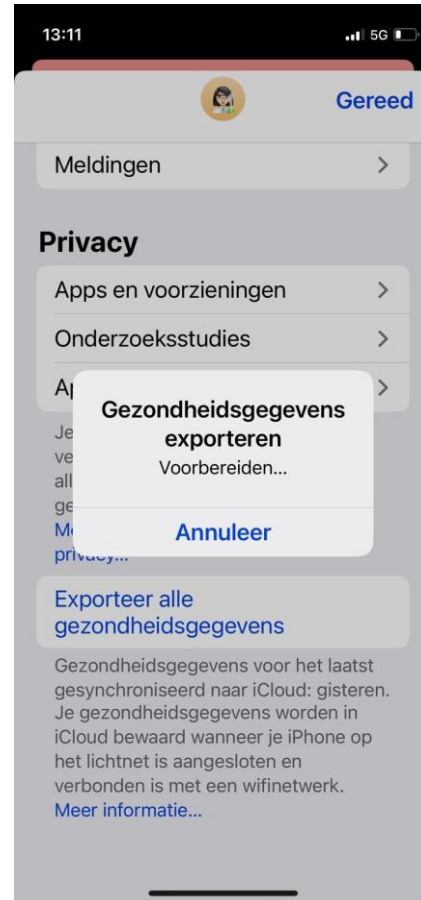 13:11
5G
Gereed
Meldingen
Privacy
Apps en voorzieningen
Onderzoeksstudies
Gezondheidsgegevens
exporteren
Voorbereiden...
Annuleer
Je
ve
all
ge
privacy...
Exporteer alle
gezondheidsgegevens
Gezondheidsgegevens voor het laatst
gesynchroniseerd naar iCloud: gisteren.
Je gezondheidsgegevens worden in
iCloud bewaard wanneer je iPhone op
het lichtnet is aangesloten en
verbonden is met een wifinetwerk.
Meer informatie...